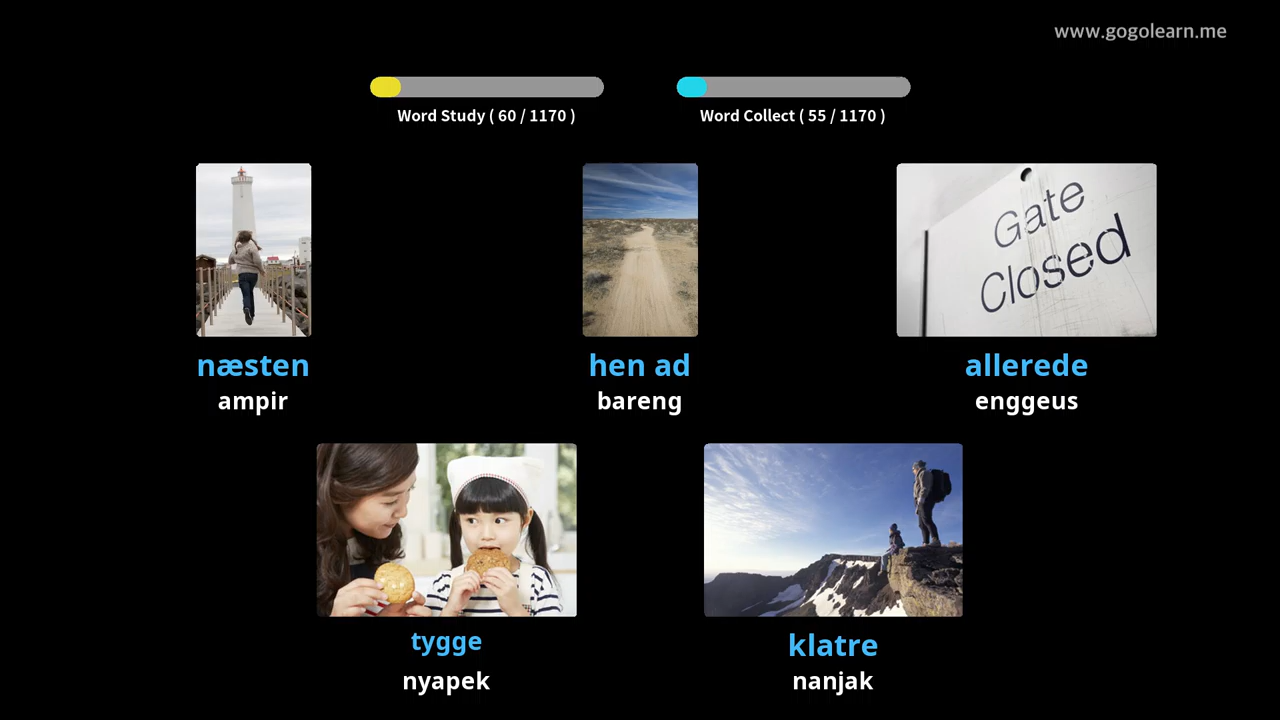 www.gogolearn.me
Word Study ( 60 / 1170 )
Word Collect ( 55 / 1170 )
Gate
Closed
næsten
ampir
hen ad
bareng
allerede
enggeus
tygge
nyapek
klatre
nanjak